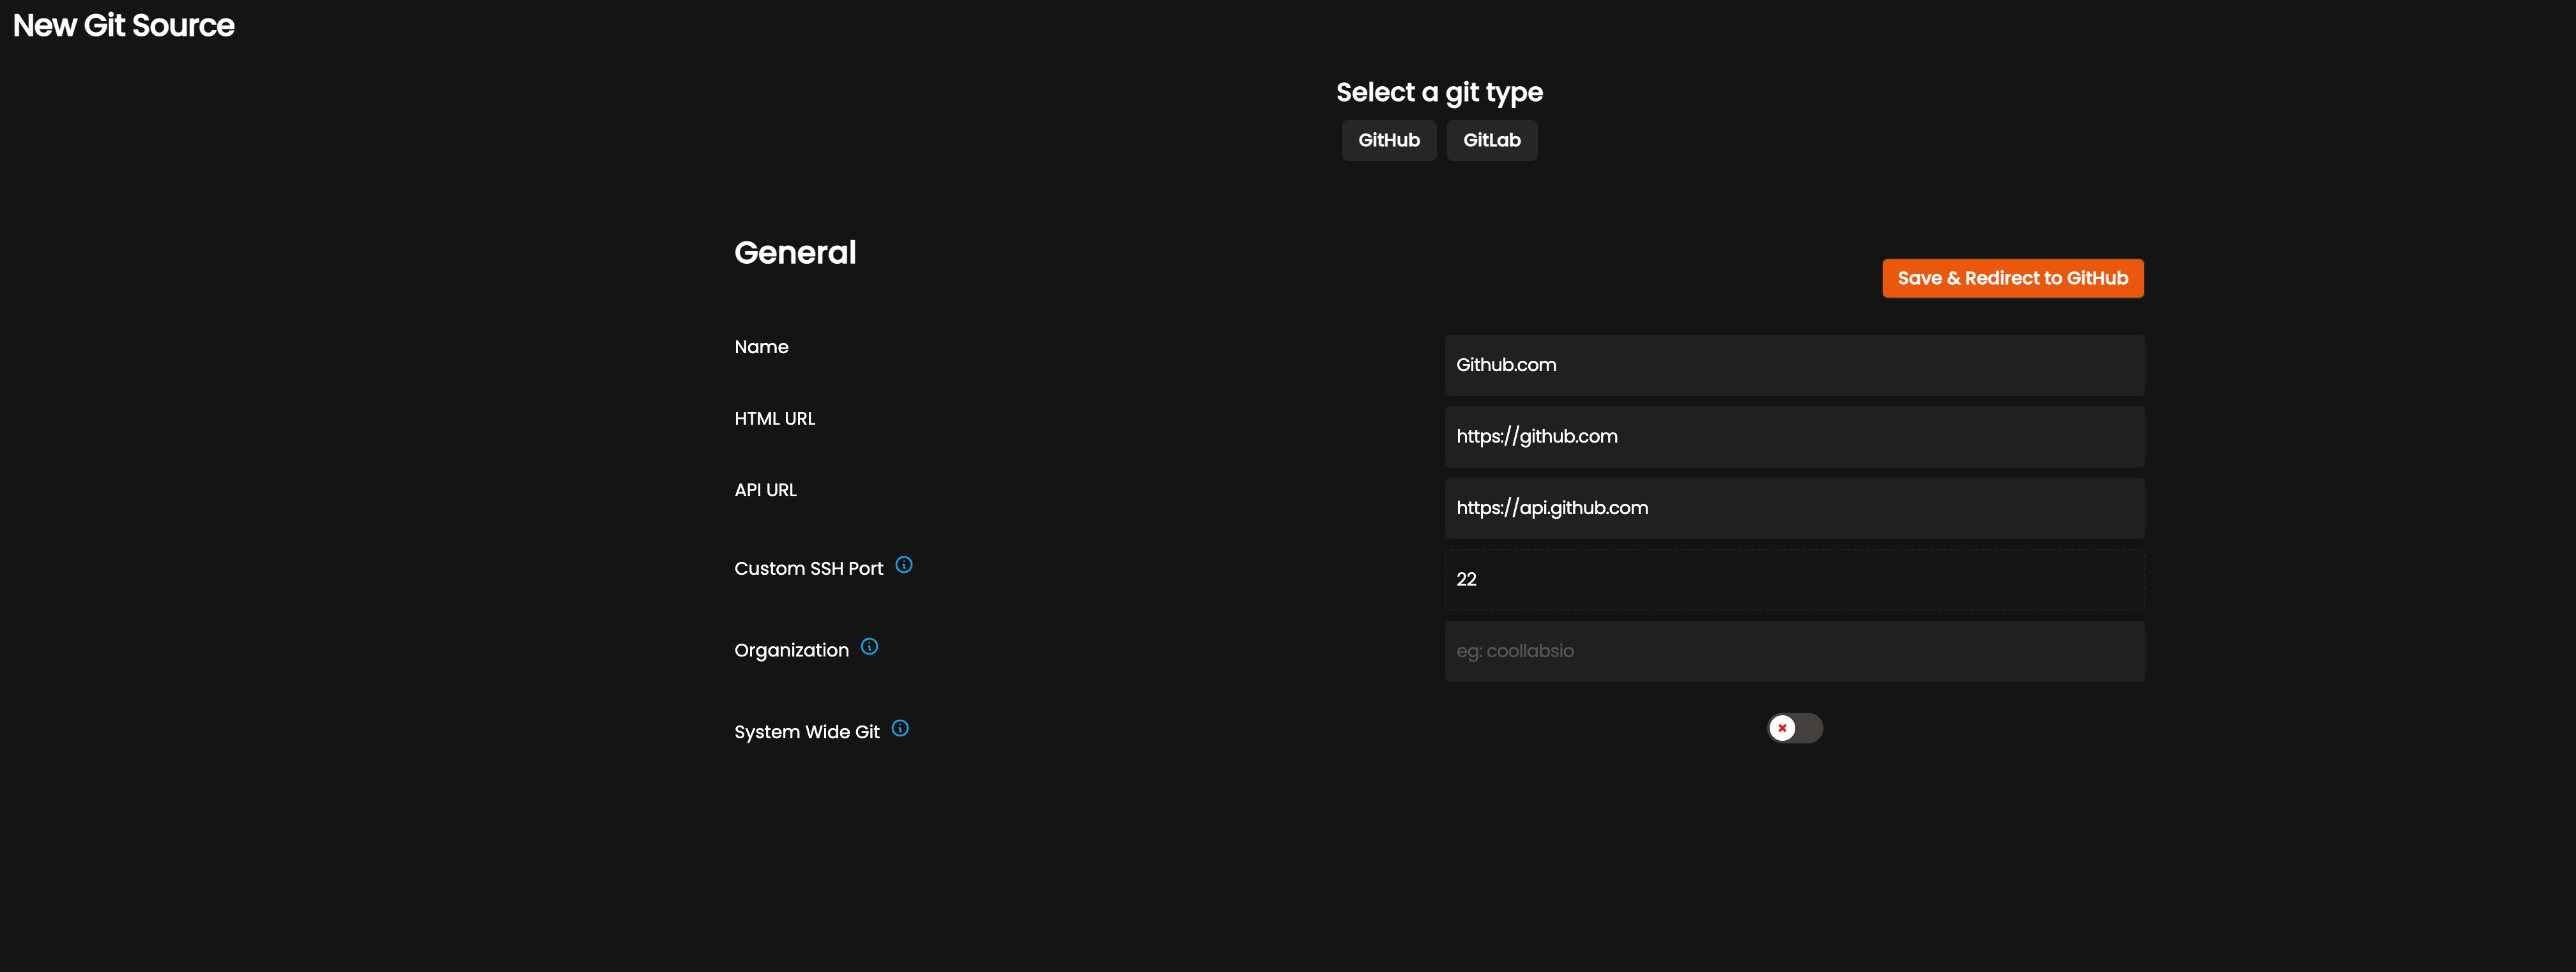 New Git Source
Select a git type
GitHub GitLab
General
Save & Redirect to GitHub
Name Github.com
HTML URL https://github.com
API URL https://api.github.com
Custom SSH Port 22
Organization eg: coollabsio
System Wide Git